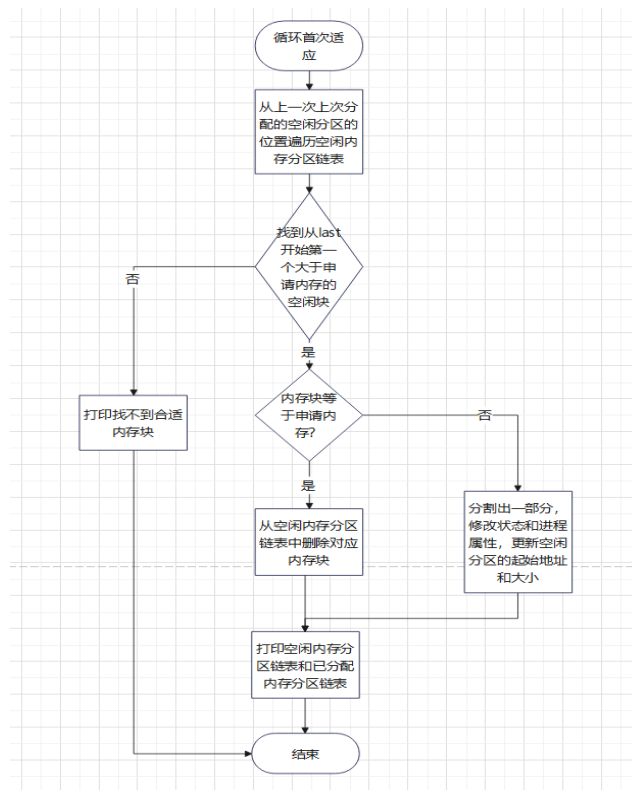 循环首次适
应
从上一次上次分
配的空闲分区的
位置遍历空闲内
存分区链表
找到从last
开始第一
个大于申
请内存的
空闲块
否
是
打印找不到合适
内存块
内存块等
于申请内
存?
否
是
从空闲内存分区
链表中删除对应
内存块
分割出一部分，
修改状态和进程
属性，更新空闲
分区的起始地址
和大小
打印空闲内存分
区链表和已分配
内存分区链表
结束